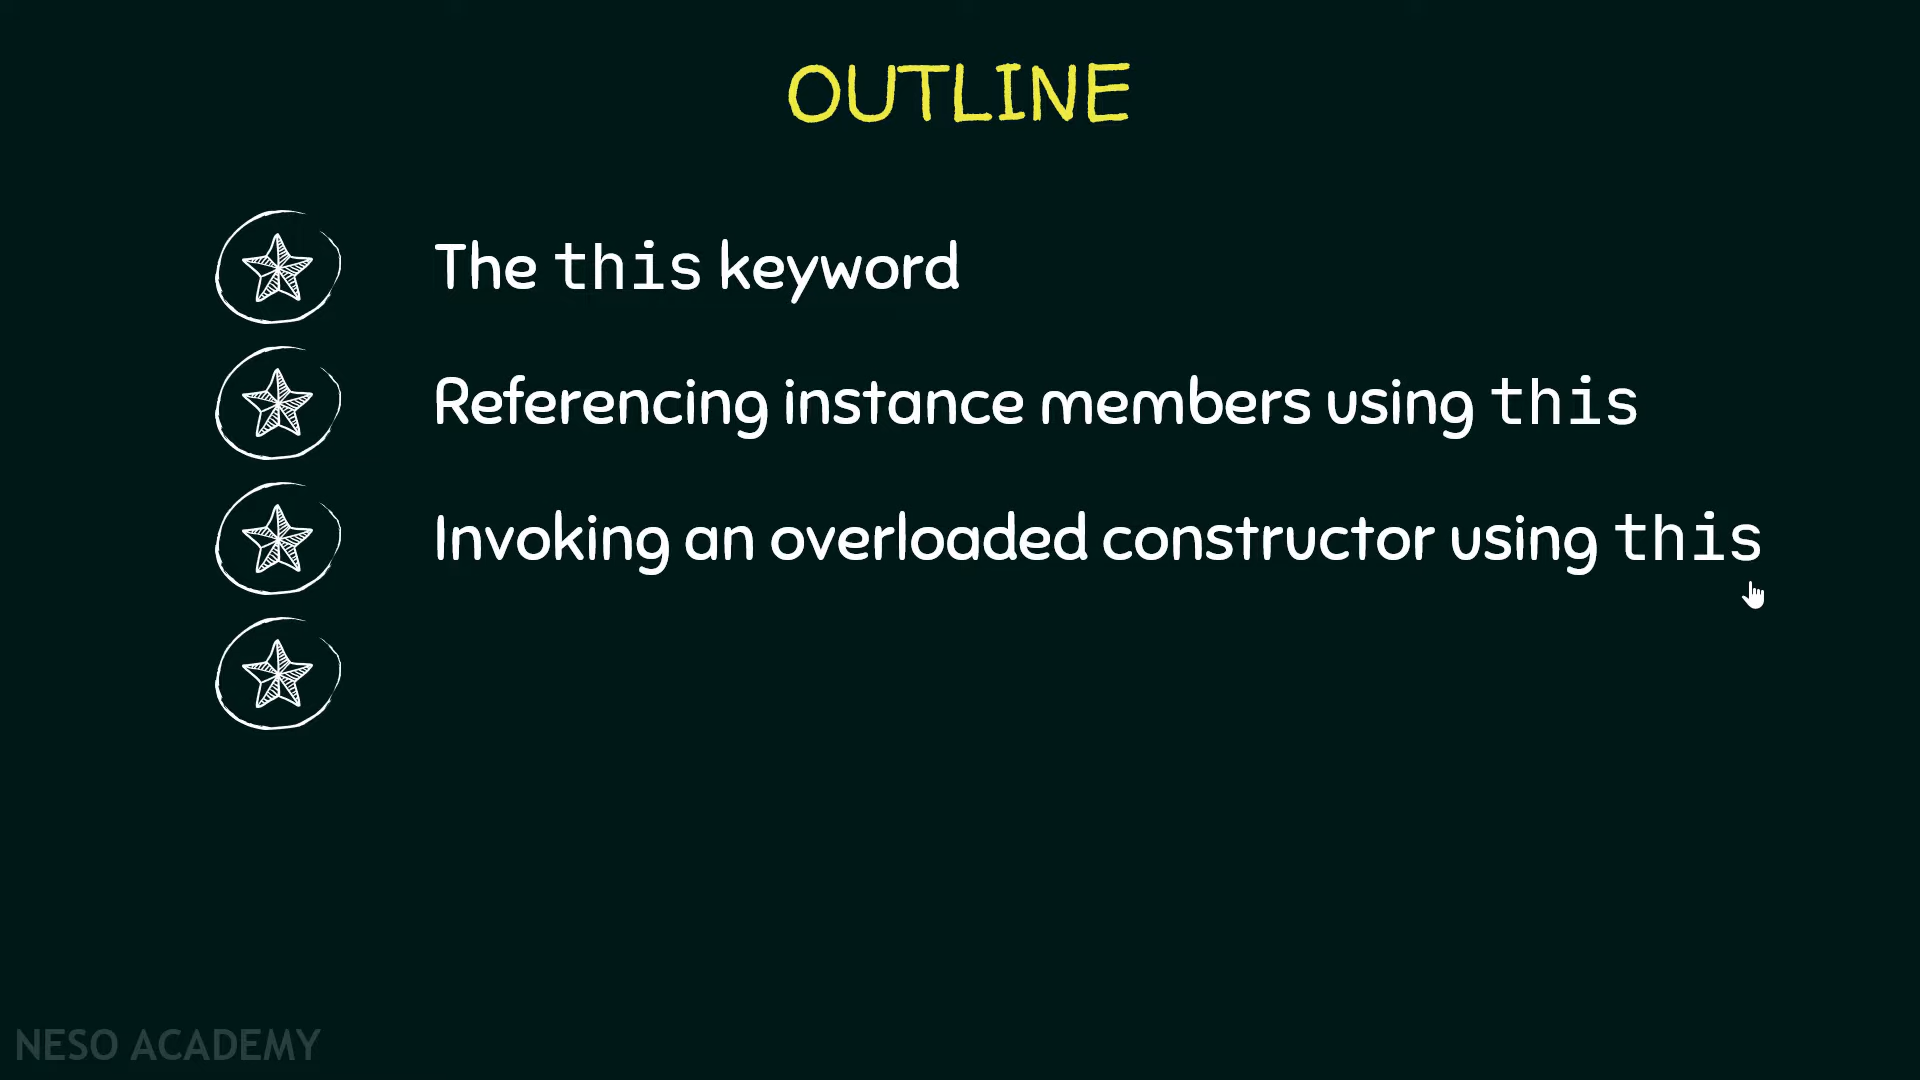 OUTLINE
The this keyword
Referencing instance members using this
Invoking an overloaded constructor using this
NESO ACADEMY